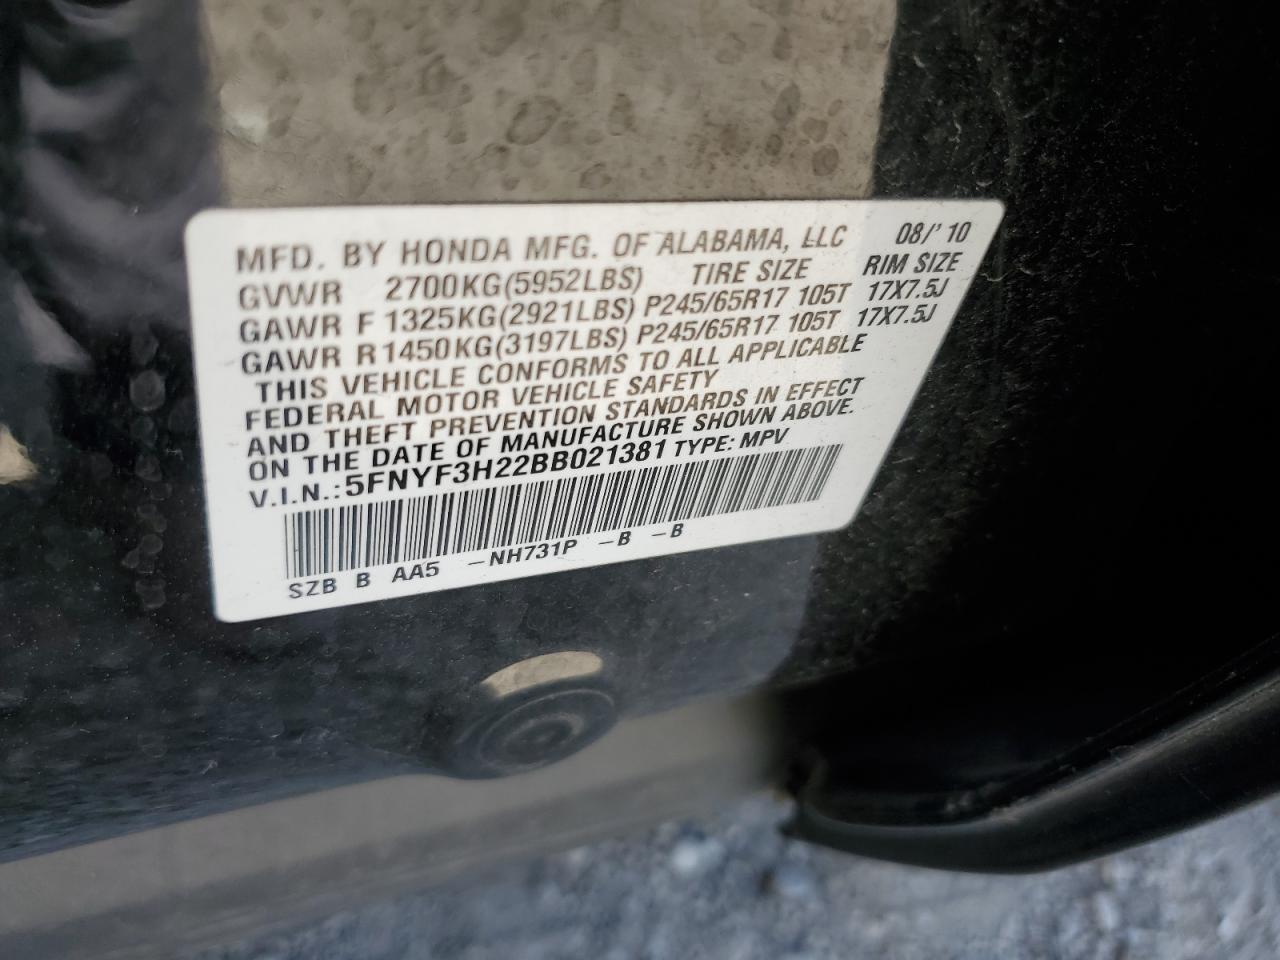 MFD. BY HONDA MFG. OF ALABAMA, LLC 08/'10
GVWR 2700KG(5952LBS) TIRE SIZE RIM SIZE
GAWR F 1325KG(2921LBS) P245/65R17 105T 17X7.5J
GAWR R 1450KG(3197LBS) P245/65R17 105T 17X7.5J
THIS VEHICLE CONFORMS TO ALL APPLICABLE
FEDERAL MOTOR VEHICLE SAFETY
AND THEFT PREVENTION STANDARDS IN EFFECT
ON THE DATE OF MANUFACTURE SHOWN ABOVE.
V.I.N.: 5FNYF3H22BB021381 TYPE: MPV
SZB B AA5 -NH731P -B -B